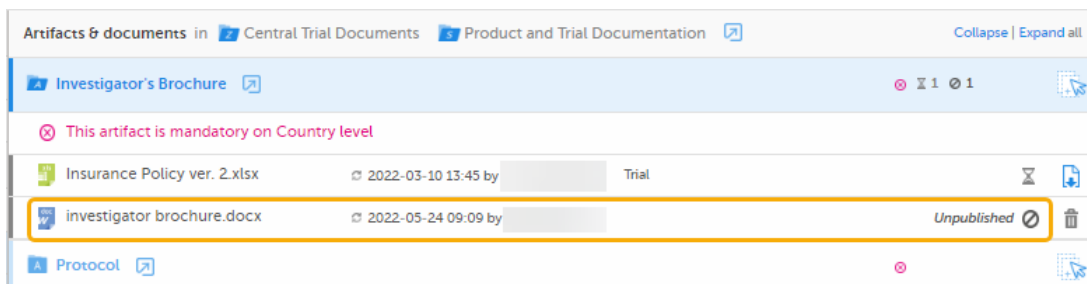 Artifacts & documents in Z Central Trial Documents S Product and Trial Documentation Collapse | Expand all
A Investigator's Brochure 1 1
This artifact is mandatory on Country level
Insurance Policy ver. 2.xlsx 2022-03-10 13:45 by Trial
investigator brochure.docx 2022-05-24 09:09 by Unpublished
A Protocol